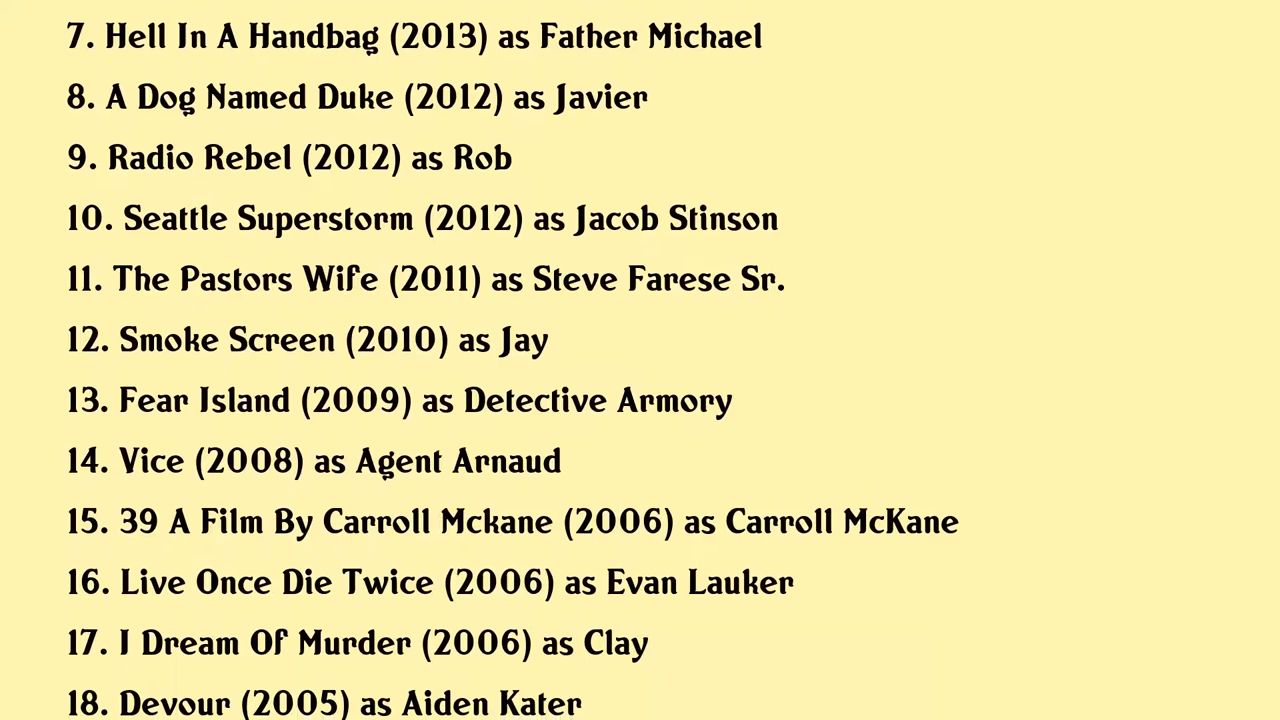 7. Hell In A Handbag (2013) as Father Michael
8. A Dog Named Duke (2012) as Javier
9. Radio Rebel (2012) as Rob
10. Seattle Superstorm (2012) as Jacob Stinson
11. The Pastors Wife (2011) as Steve Farese Sr.
12. Smoke Screen (2010) as Jay
13. Fear Island (2009) as Detective Armory
14. Vice (2008) as Agent Arnaud
15. 39 A Film By Carroll Mckane (2006) as Carroll McKane
16. Live Once Die Twice (2006) as Evan Lauker
17. I Dream Of Murder (2006) as Clay
18. Devour (2005) as Aiden Kater